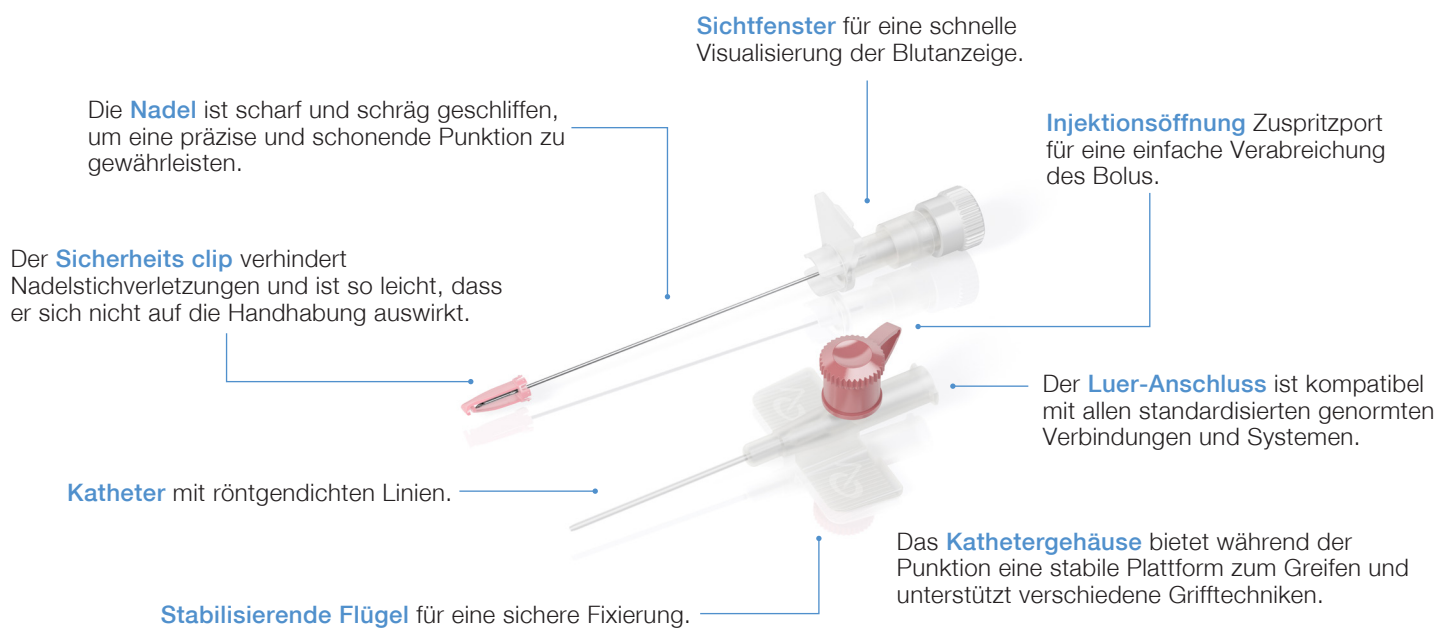 Sichtfenster für eine schnelle
Visualisierung der Blutanzeige.
Die Nadel ist scharf und schräg geschliffen,
um eine präzise und schonende Punktion zu
gewährleisten.
Injektionsöffnung Zuspritzport
für eine einfache Verabreichung
des Bolus.
Der Sicherheits clip verhindert
Nadelstichverletzungen und ist so leicht, dass
er sich nicht auf die Handhabung auswirkt.
Der Luer-Anschluss ist kompatibel
mit allen standardisierten genormten
Verbindungen und Systemen.
Katheter mit röntgendichten Linien.
Das Kathetergehäuse bietet während der
Punktion eine stabile Plattform zum Greifen und
unterstützt verschiedene Grifftechniken.
Stabilisierende Flügel für eine sichere Fixierung.